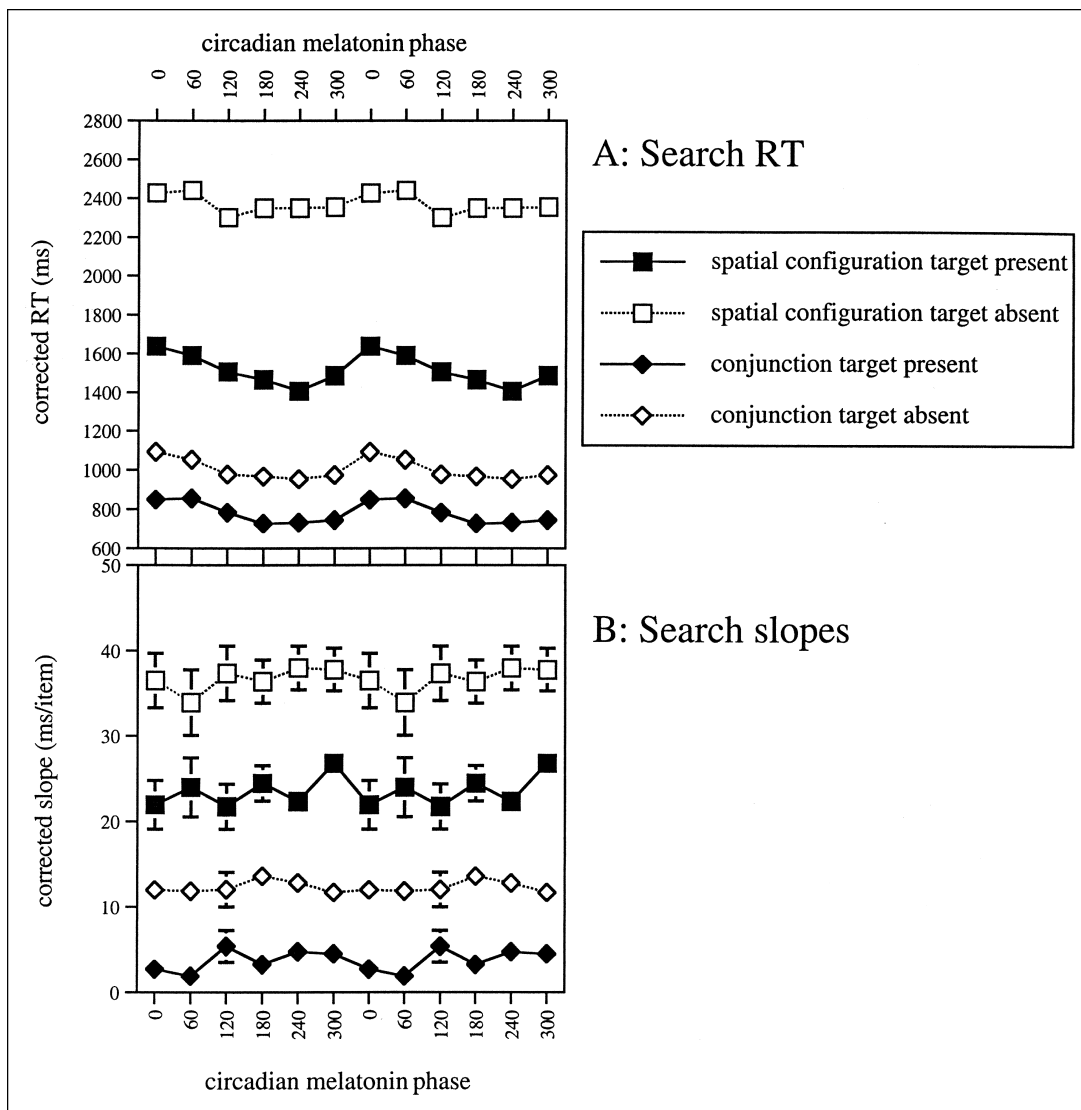 circadian melatonin phase
0 60 120 180 240 300 0 60 120 180 240 300
A: Search RT
corrected RT (ms)
2800
2600
2400
2200
2000
1800
1600
1400
1200
1000
800
600
spatial configuration target present
spatial configuration target absent
conjunction target present
conjunction target absent
B: Search slopes
corrected slope (ms/item)
50
40
30
20
10
0
0 60 120 180 240 300 0 60 120 180 240 300
circadian melatonin phase